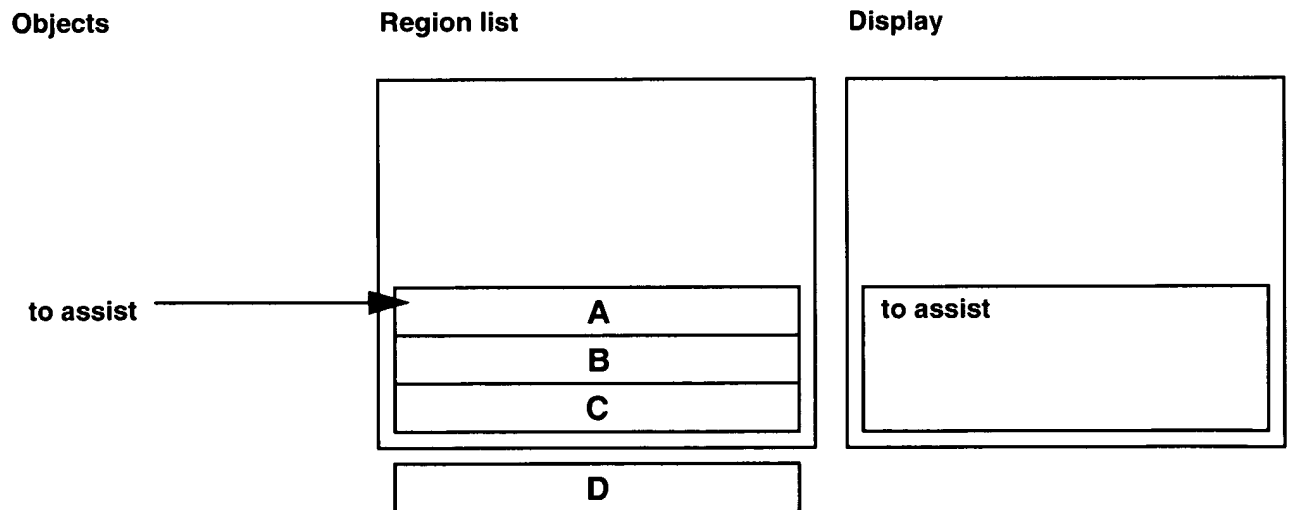 Objects
Region list
Display
to assist
A
to assist
B
C
D